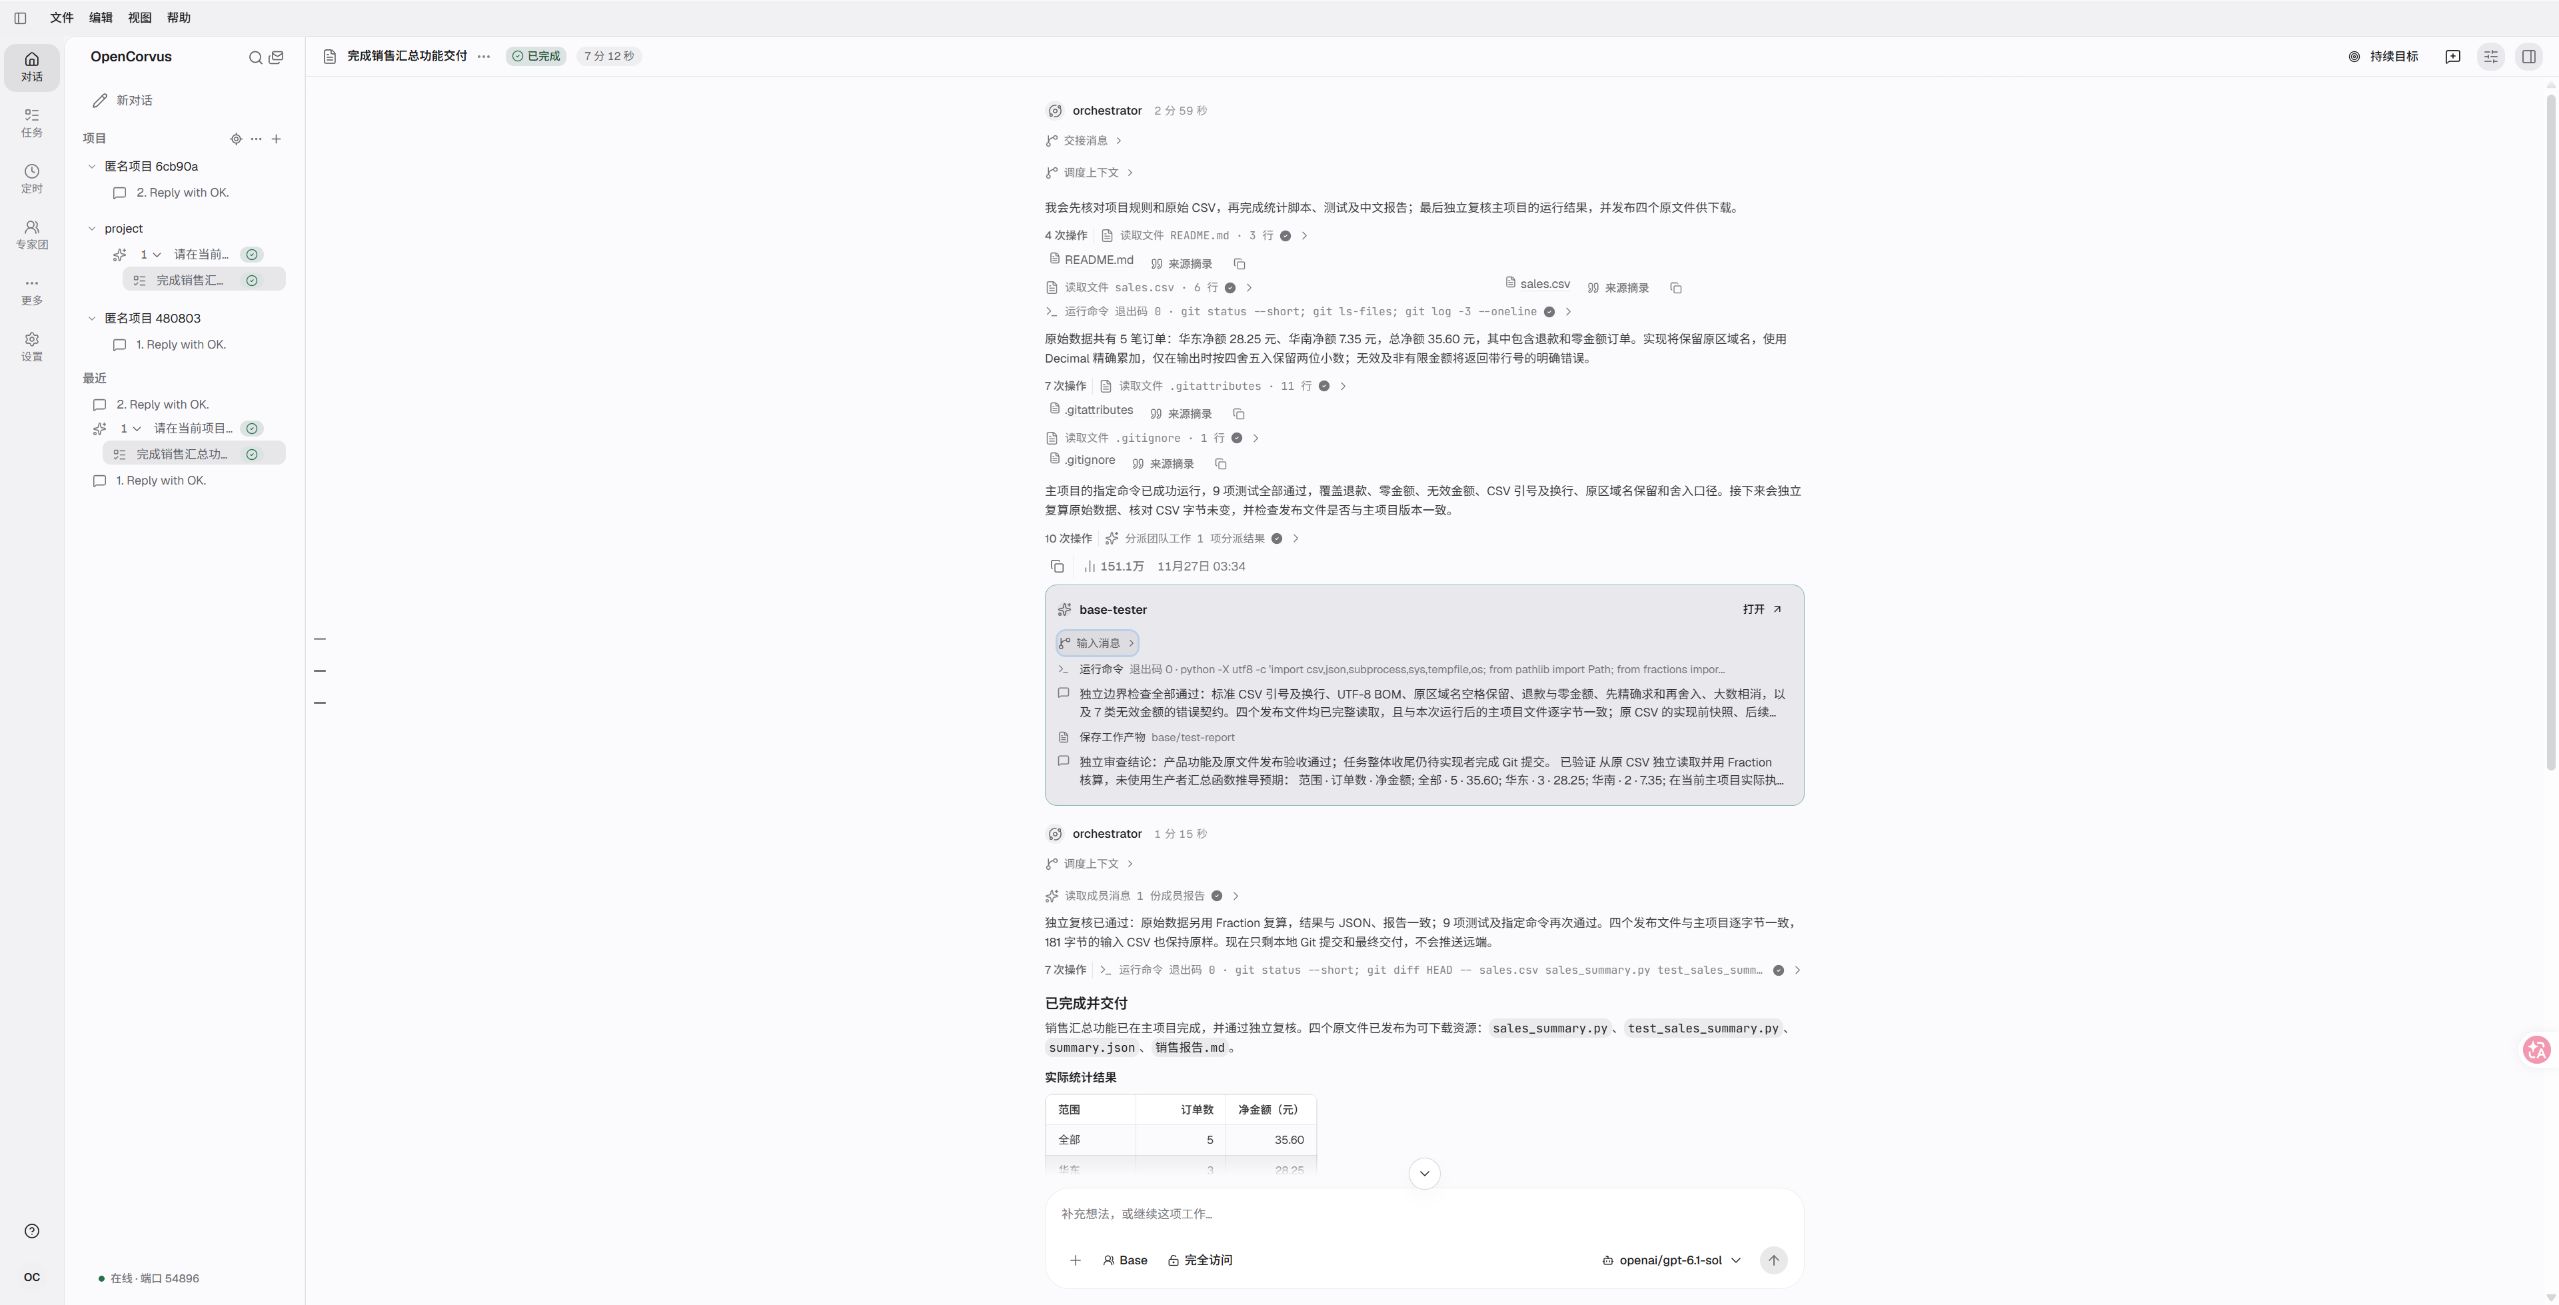 文件 编辑 视图 帮助
对话
任务
定时
专家团
更多
设置
OC
OpenCorvus
新对话
项目
匿名项目 6cb90a
2. Reply with OK.
project
1 请在当前...
完成销售汇...
匿名项目 480803
1. Reply with OK.
最近
2. Reply with OK.
1 请在当前项目...
完成销售汇总功...
1. Reply with OK.
在线 · 端口 54896
完成销售汇总功能交付 ··· 已完成 7 分 12 秒
持续目标
orchestrator 2 分 59 秒
交接消息
调度上下文
我会先核对项目规则和原始 CSV，再完成统计脚本、测试及中文报告；最后独立复核主项目的运行结果，并发布四个原文件供下载。
4 次操作 读取文件 README.md · 3 行
README.md 来源摘录
读取文件 sales.csv · 6 行
sales.csv 来源摘录
运行命令 退出码 0 · git status --short; git ls-files; git log -3 --oneline
原始数据共有 5 笔订单：华东净额 28.25 元、华南净额 7.35 元，总净额 35.60 元，其中包含退款和零金额订单。实现将保留原区域名，使用
Decimal 精确累加，仅在输出时按四舍五入保留两位小数；无效及非有限金额将返回带行号的明确错误。
7 次操作 读取文件 .gitattributes · 11 行
.gitattributes 来源摘录
读取文件 .gitignore · 1 行
.gitignore 来源摘录
主项目的指定命令已成功运行，9 项测试全部通过，覆盖退款、零金额、无效金额、CSV 引号及换行、原区域名保留和舍入口径。接下来会独立
复算原始数据、核对 CSV 字节未变，并检查发布文件是否与主项目版本一致。
10 次操作 分派团队工作 1 项分派结果
151.1万 11月27日 03:34
base-tester 打开
输入消息
运行命令 退出码 0 · python -X utf8 -c 'import csv,json,subprocess,sys,tempfile,os; from pathlib import Path; from fractions impor...
独立边界检查全部通过：标准 CSV 引号及换行、UTF-8 BOM、原区域名空格保留、退款与零金额、先精确求和再舍入、大数相消，以
及 7 类无效金额的错误契约。四个发布文件均已完整读取，且与本次运行后的主项目文件逐字节一致；原 CSV 的实现前快照、后续...
保存工作产物 base/test-report
独立审查结论：产品功能及原文件发布验收通过；任务整体收尾仍待实现者完成 Git 提交。 已验证 从原 CSV 独立读取并用 Fraction
核算，未使用生产者汇总函数推导预期： 范围 · 订单数 · 净金额; 全部 · 5 · 35.60; 华东 · 3 · 28.25; 华南 · 2 · 7.35; 在当前主项目实际执...
orchestrator 1 分 15 秒
调度上下文
读取成员消息 1 份成员报告
独立复核已通过：原始数据另用 Fraction 复算，结果与 JSON、报告一致；9 项测试及指定命令再次通过。四个发布文件与主项目逐字节一致，
181 字节的输入 CSV 也保持原样。现在只剩本地 Git 提交和最终交付，不会推送远端。
7 次操作 运行命令 退出码 0 · git status --short; git diff HEAD -- sales.csv sales_summary.py test_sales_summ...
已完成并交付
销售汇总功能已在主项目完成，并通过独立复核。四个原文件已发布为可下载资源：sales_summary.py、test_sales_summary.py、
summary.json、销售报告.md。
实际统计结果
范围 订单数 净金额（元）
全部 5 35.60
华东 3 28.25
补充想法，或继续这项工作...
Base 完全访问
openai/gpt-6.1-sol